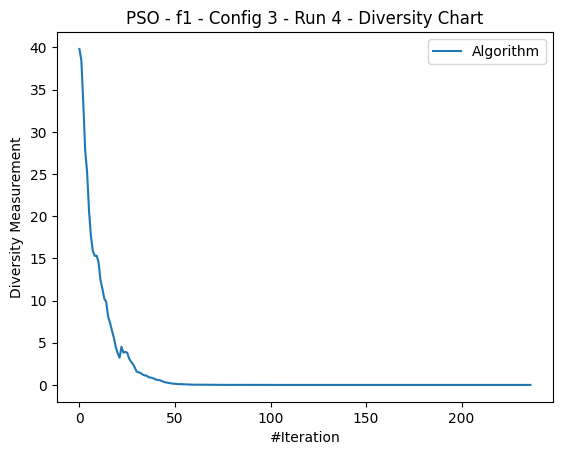 PSO - f1 - Config 3 - Run 4 - Diversity Chart
Algorithm
Diversity Measurement
40
35
30
25
20
15
10
5
0
0 50 100 150 200
#Iteration